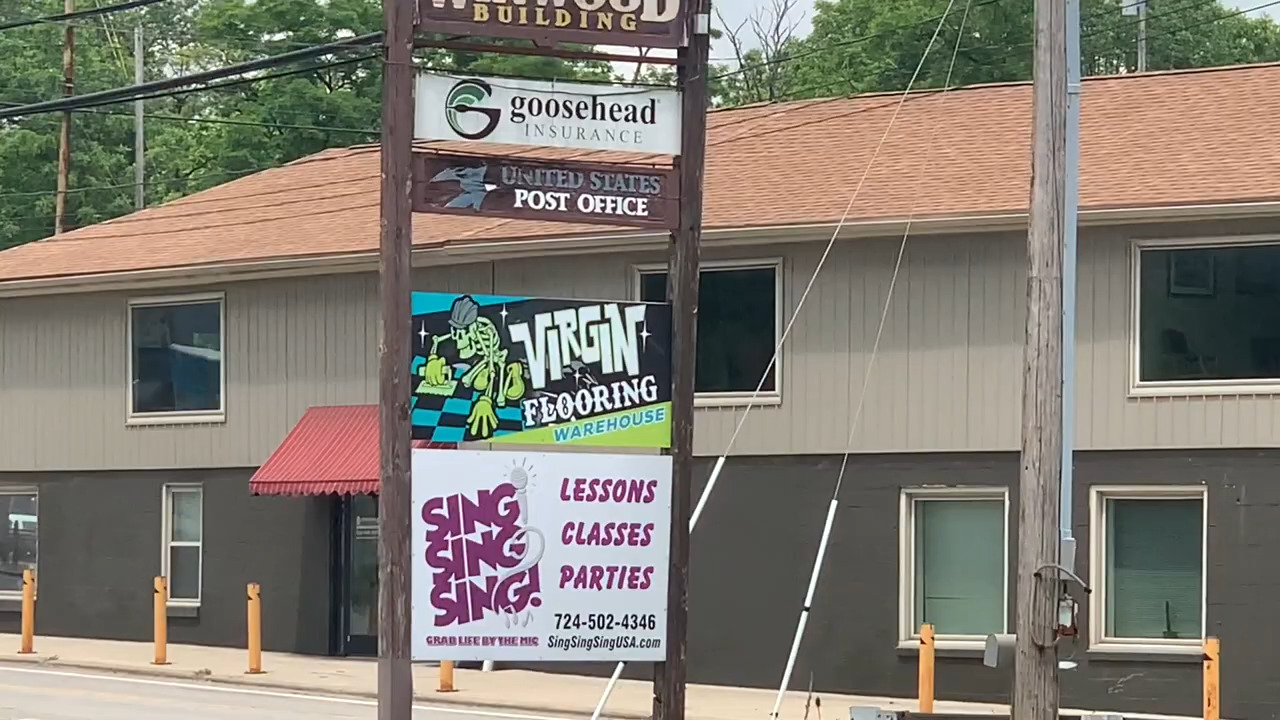 WINWOOD
BUILDING
goosehead
INSURANCE
UNITED STATES
POST OFFICE
VIRGIN
FLOORING
WAREHOUSE
SING
SING
SING!
GRAB LIFE BY THE MIC
LESSONS
CLASSES
PARTIES
724-502-4346
SingSingSingUSA.com